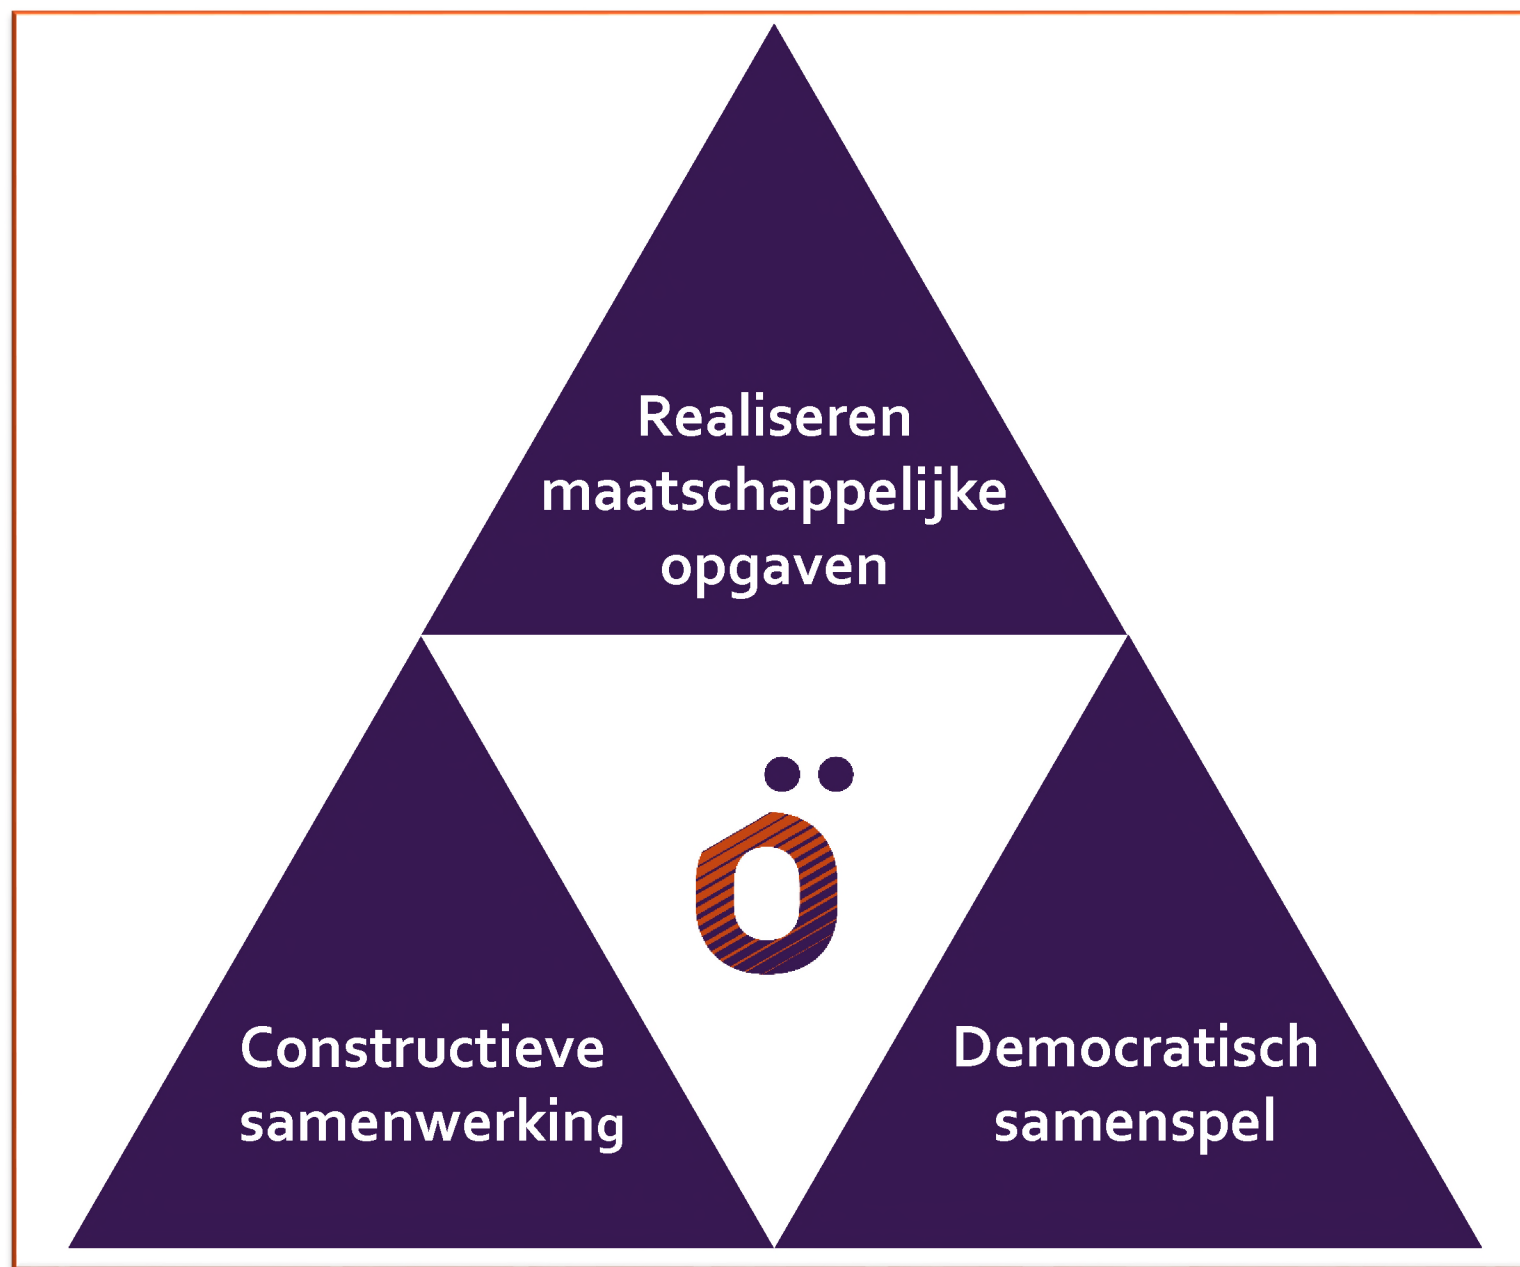 Realiseren
maatschappelijke
opgaven
ö
Constructieve
samenwerking
Democratisch
samenspel